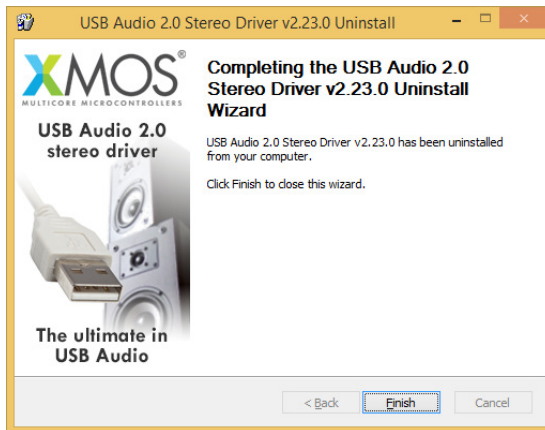 USB Audio 2.0 Stereo Driver v2.23.0 Uninstall
XMOS®
MULTICORE MICROCONTROLLERS
USB Audio 2.0
stereo driver
The ultimate in
USB Audio
Completing the USB Audio 2.0
Stereo Driver v2.23.0 Uninstall
Wizard
USB Audio 2.0 Stereo Driver v2.23.0 has been uninstalled
from your computer.
Click Finish to close this wizard.
< Back
Finish
Cancel